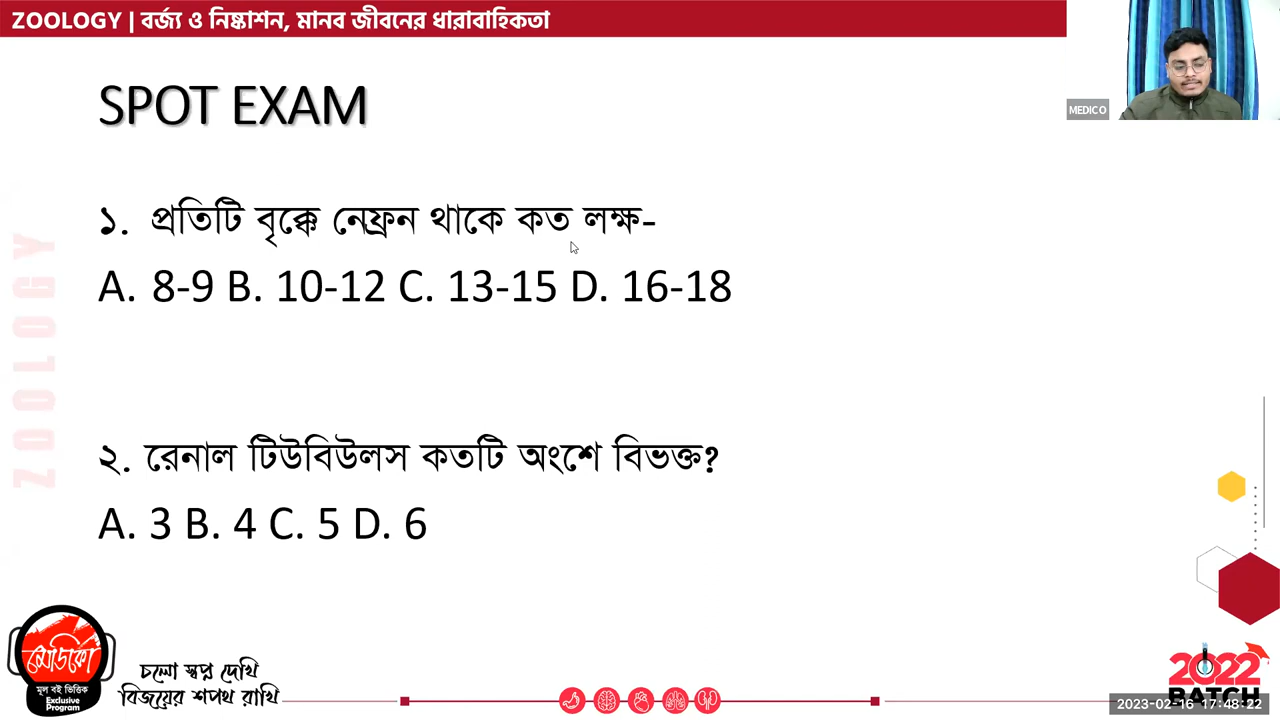 ZOOLOGY | বর্জ্য ও নিষ্কাশন, মানব জীবনের ধারাবাহিকতা
MEDICO
SPOT EXAM
১. প্রতিটি বৃক্কে নেফ্রন থাকে কত লক্ষ-
A. 8-9 B. 10-12 C. 13-15 D. 16-18
ZOOLOGY
২. রেনাল টিউবিউলস কতটি অংশে বিভক্ত?
A. 3 B. 4 C. 5 D. 6
মেডিকো
মূল বই ভিত্তিক
Exclusive
Program
চলো স্বপ্ন দেখি
বিজয়ের শপথ রাখি
2022
BATCH
2023-02-16 17:48:22